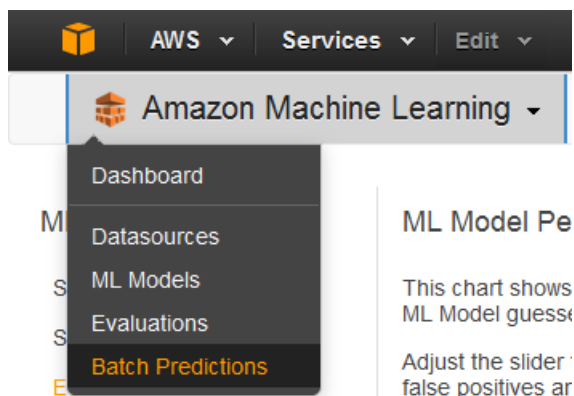 AWS Services Edit
Amazon Machine Learning
Dashboard
Datasources
ML Models
Evaluations
Batch Predictions
M
S
S
E
ML Model Pe
This chart shows
ML Model guesse
Adjust the slider
false positives an